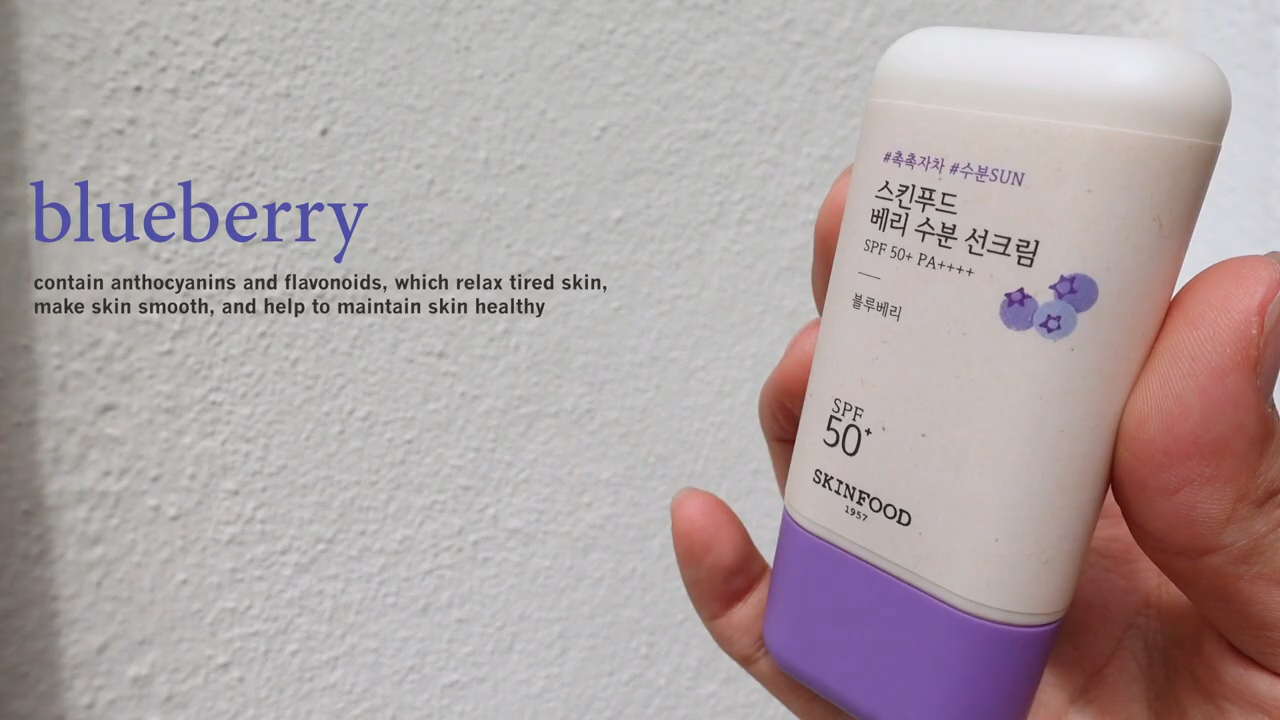 blueberry
contain anthocyanins and flavonoids, which relax tired skin,
make skin smooth, and help to maintain skin healthy
#촉촉자차 #수분SUN
스킨푸드
베리 수분 선크림
SPF 50+ PA++++
블루베리
SPF
50+
SKINFOOD
1957